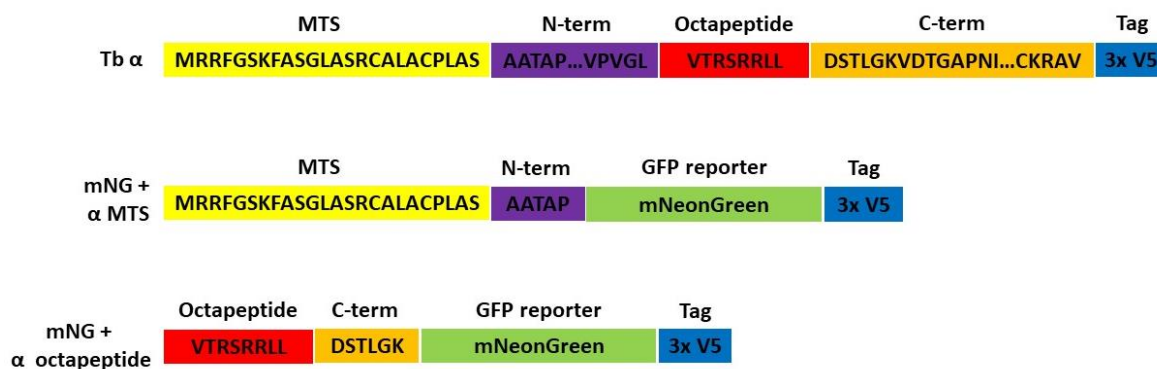 MTS N-term Octapeptide C-term Tag
Tb α MRRFGSKFASGLASRCALACPLAS AATAP...VPVGL VTRSRRLL DSTLGKVDTGAPNI...CKRAV 3x V5
MTS N-term GFP reporter Tag
mNG +
α MTS MRRFGSKFASGLASRCALACPLAS AATAP mNeonGreen 3x V5
Octapeptide C-term GFP reporter Tag
mNG +
α octapeptide VTRSRRLL DSTLGK mNeonGreen 3x V5